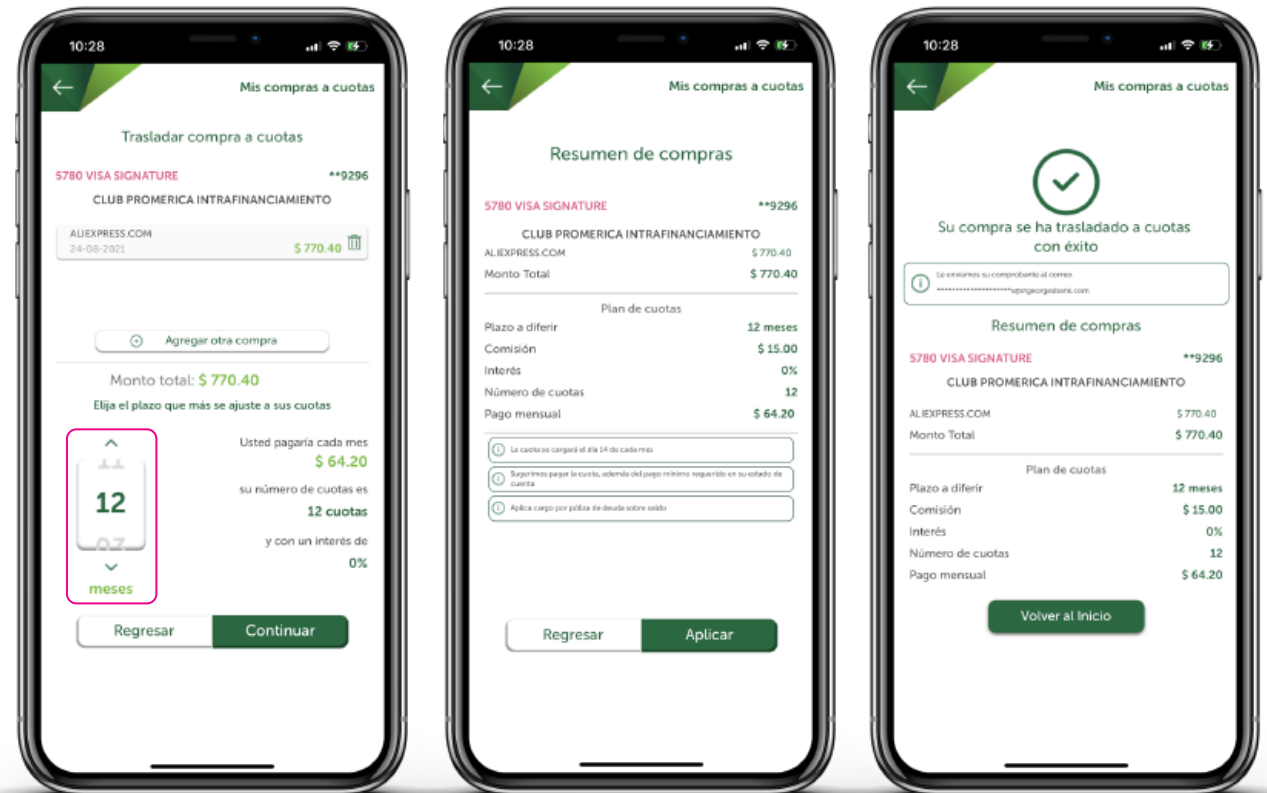 10:28
Mis compras a cuotas
Trasladar compra a cuotas
5780 VISA SIGNATURE **9296
CLUB PROMERICA INTRAFINANCIAMIENTO
ALIEXPRESS.COM
24-08-2021 $ 770.40
Agregar otra compra
Monto total: $ 770.40
Elija el plazo que más se ajuste a sus cuotas
11
12
03
meses
Usted pagaría cada mes
$ 64.20
su número de cuotas es
12 cuotas
y con un interés de
0%
Regresar Continuar
10:28
Mis compras a cuotas
Resumen de compras
5780 VISA SIGNATURE **9296
CLUB PROMERICA INTRAFINANCIAMIENTO
ALIEXPRESS.COM $ 770.40
Monto Total $ 770.40
Plan de cuotas
Plazo a diferir 12 meses
Comisión $ 15.00
Interés 0%
Número de cuotas 12
Pago mensual $ 64.20
La cuota se cargará el día 14 de cada mes
Sugerimos pagar la cuota, además del pago mínimo requerido en su estado de
cuenta
Aplica cargo por póliza de deuda sobre saldo
Regresar Aplicar
10:28
Mis compras a cuotas
Su compra se ha trasladado a cuotas
con éxito
Le enviamos su comprobante al correo
Resumen de compras
5780 VISA SIGNATURE **9296
CLUB PROMERICA INTRAFINANCIAMIENTO
ALIEXPRESS.COM $ 770.40
Monto Total $ 770.40
Plan de cuotas
Plazo a diferir 12 meses
Comisión $ 15.00
Interés 0%
Número de cuotas 12
Pago mensual $ 64.20
Volver al Inicio